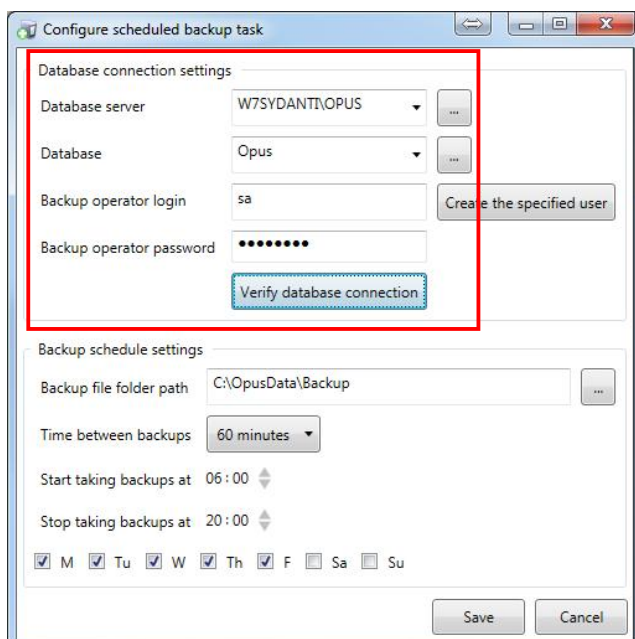 Configure scheduled backup task
Database connection settings
Database server W7SYDANTI\OPUS ...
Database Opus ...
Backup operator login sa Create the specified user
Backup operator password ••••••••
Verify database connection
Backup schedule settings
Backup file folder path C:\OpusData\Backup ...
Time between backups 60 minutes
Start taking backups at 06:00
Stop taking backups at 20:00
M Tu W Th F Sa Su
Save Cancel